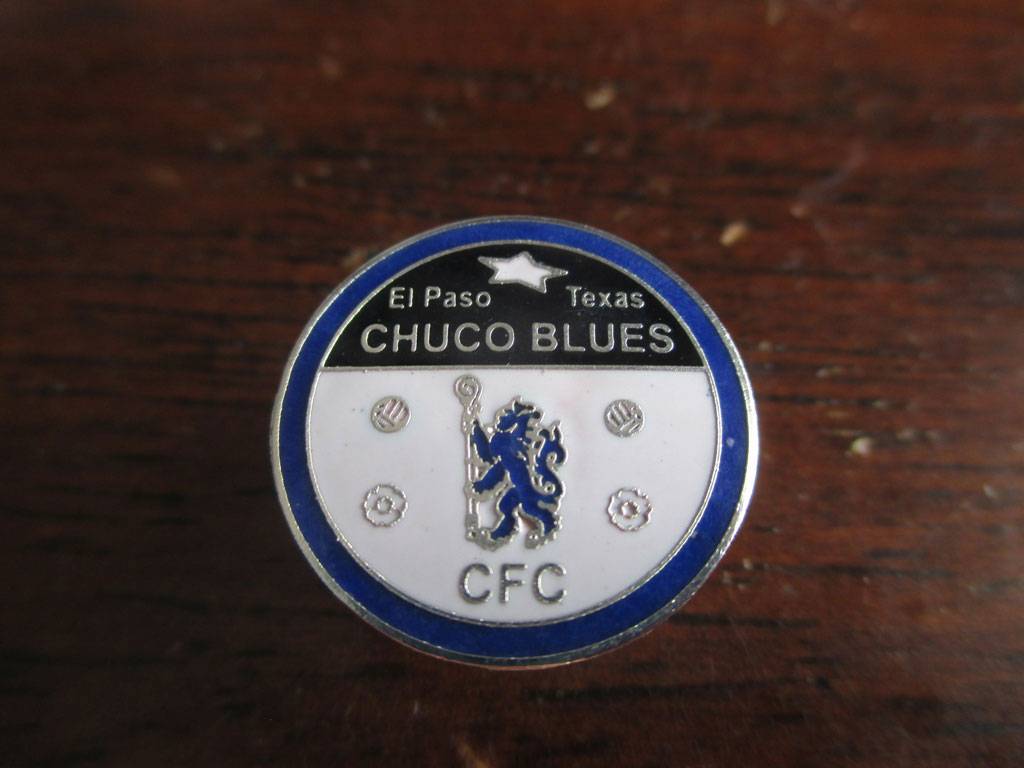 El Paso Texas
CHUCO BLUES
CFC